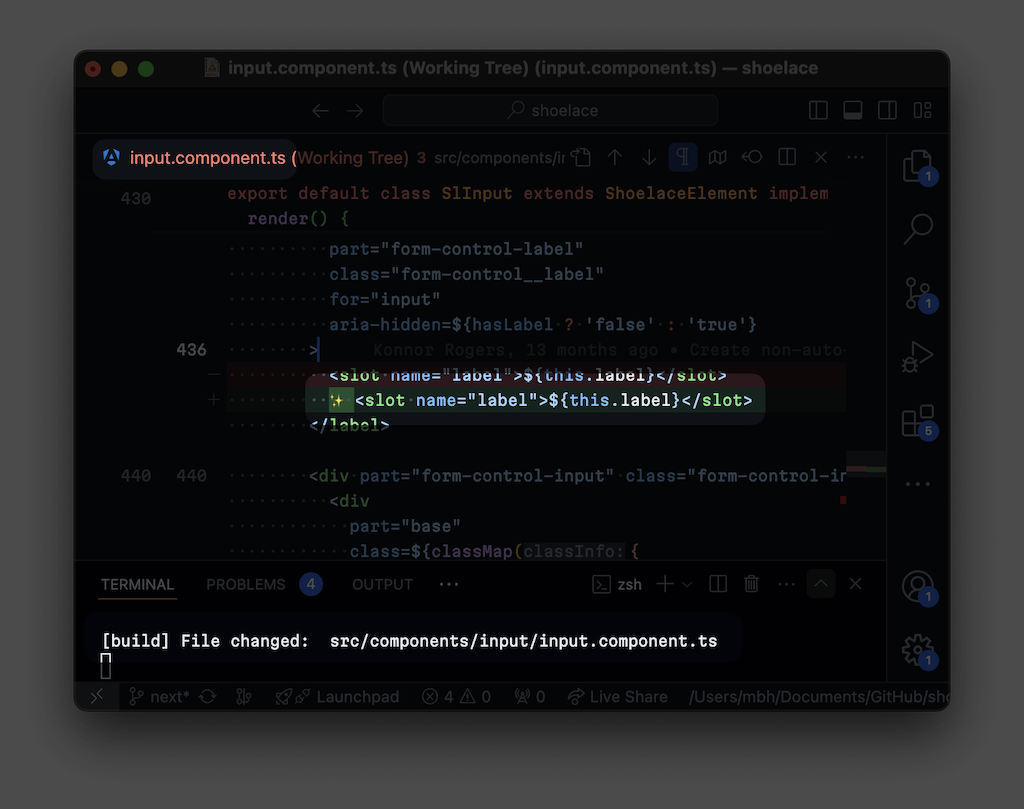 input.component.ts (Working Tree) (input.component.ts) — shoelace
shoelace
input.component.ts (Working Tree) 3 src/components/in
430 export default class SlInput extends ShoelaceElement implem
render() {
part="form-control-label"
class="form-control__label"
for="input"
aria-hidden=${hasLabel ? 'false' : 'true'}
436 > Konnor Rogers, 13 months ago • Create non-auto-
− <slot name="label">${this.label}</slot>
+ ✨<slot name="label">${this.label}</slot>
</label>
440 440 <div part="form-control-input" class="form-control-in
<div
part="base"
class=${classMap(classInfo: {
1
1
5
TERMINAL PROBLEMS 4 OUTPUT ··· zsh
1
[build] File changed: src/components/input/input.component.ts
1
next* Launchpad 4 0 0 Live Share /Users/mbh/Documents/GitHub/sho